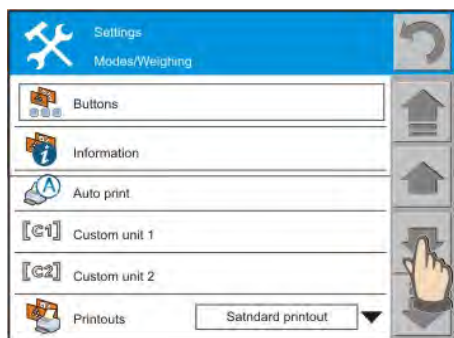 Settings
Modes/Weighing
Buttons
i Information
A Auto print
[C1] Custom unit 1
[C2] Custom unit 2
Printouts Satndard printout